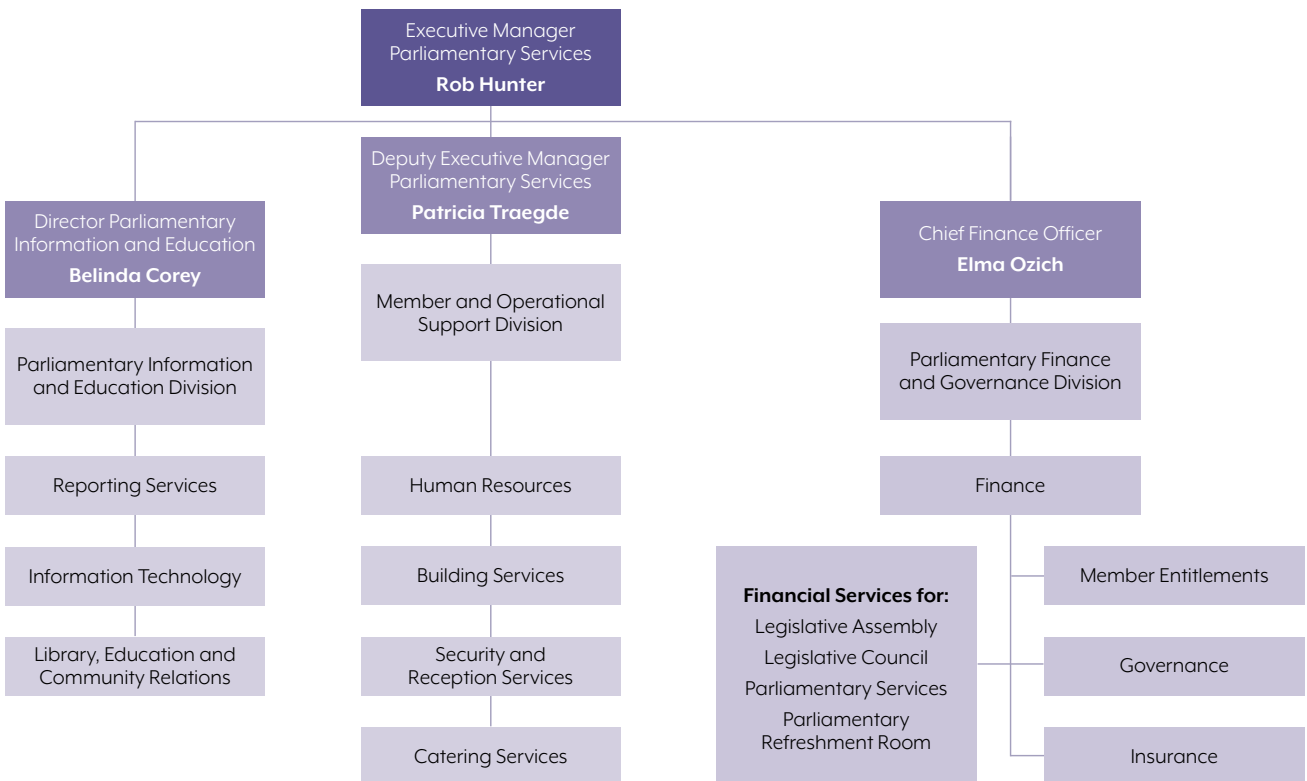 Executive Manager
Parliamentary Services
Rob Hunter
Deputy Executive Manager
Parliamentary Services
Patricia Traegde
Director Parliamentary
Information and Education
Belinda Corey
Chief Finance Officer
Elma Ozich
Member and Operational
Support Division
Parliamentary Information
and Education Division
Parliamentary Finance
and Governance Division
Reporting Services
Human Resources
Finance
Information Technology
Building Services
Financial Services for:
Legislative Assembly
Legislative Council
Parliamentary Services
Parliamentary
Refreshment Room
Member Entitlements
Library, Education and
Community Relations
Security and
Reception Services
Governance
Catering Services
Insurance